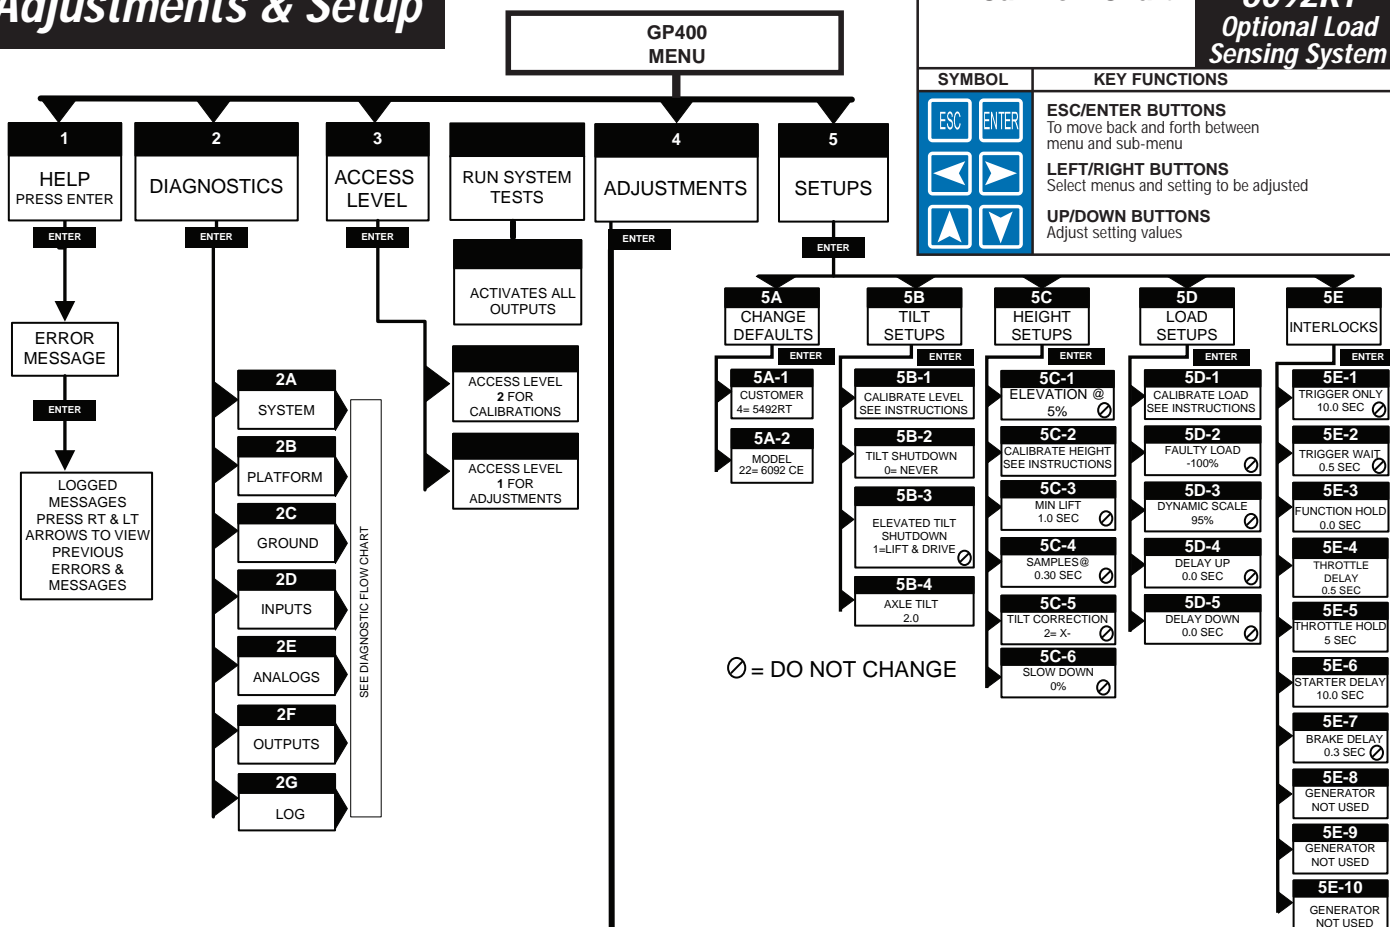 Adjustments & Setup
GP400
MENU
6092RT
Optional Load
Sensing System
SYMBOL
KEY FUNCTIONS
ESC
ENTER
ESC/ENTER BUTTONS
To move back and forth between
menu and sub-menu
LEFT/RIGHT BUTTONS
Select menus and setting to be adjusted
UP/DOWN BUTTONS
Adjust setting values
1
HELP
PRESS ENTER
ENTER
ERROR
MESSAGE
ENTER
LOGGED
MESSAGES
PRESS RT & LT
ARROWS TO VIEW
PREVIOUS
ERRORS &
MESSAGES
2
DIAGNOSTICS
ENTER
2A
SYSTEM
2B
PLATFORM
2C
GROUND
2D
INPUTS
2E
ANALOGS
2F
OUTPUTS
2G
LOG
SEE DIAGNOSTIC FLOW CHART
3
ACCESS
LEVEL
ENTER
ACCESS LEVEL
2 FOR
CALIBRATIONS
ACCESS LEVEL
1 FOR
ADJUSTMENTS
RUN SYSTEM
TESTS
ACTIVATES ALL
OUTPUTS
4
ADJUSTMENTS
ENTER
5
SETUPS
ENTER
5A
CHANGE
DEFAULTS
ENTER
5A-1
CUSTOMER
4= 5492RT
5A-2
MODEL
22= 6092 CE
5B
TILT
SETUPS
ENTER
5B-1
CALIBRATE LEVEL
SEE INSTRUCTIONS
5B-2
TILT SHUTDOWN
0= NEVER
5B-3
ELEVATED TILT
SHUTDOWN
1=LIFT & DRIVE
5B-4
AXLE TILT
2.0
5C
HEIGHT
SETUPS
ENTER
5C-1
ELEVATION @
5%
5C-2
CALIBRATE HEIGHT
SEE INSTRUCTIONS
5C-3
MIN LIFT
1.0 SEC
5C-4
SAMPLES@
0.30 SEC
5C-5
TILT CORRECTION
2= X-
5C-6
SLOW DOWN
0%
5D
LOAD
SETUPS
ENTER
5D-1
CALIBRATE LOAD
SEE INSTRUCTIONS
5D-2
FAULTY LOAD
-100%
5D-3
DYNAMIC SCALE
95%
5D-4
DELAY UP
0.0 SEC
5D-5
DELAY DOWN
0.0 SEC
5E
INTERLOCKS
ENTER
5E-1
TRIGGER ONLY
10.0 SEC
5E-2
TRIGGER WAIT
0.5 SEC
5E-3
FUNCTION HOLD
0.0 SEC
5E-4
THROTTLE
DELAY
0.5 SEC
5E-5
THROTTLE HOLD
5 SEC
5E-6
STARTER DELAY
10.0 SEC
5E-7
BRAKE DELAY
0.3 SEC
5E-8
GENERATOR
NOT USED
5E-9
GENERATOR
NOT USED
5E-10
GENERATOR
NOT USED
= DO NOT CHANGE